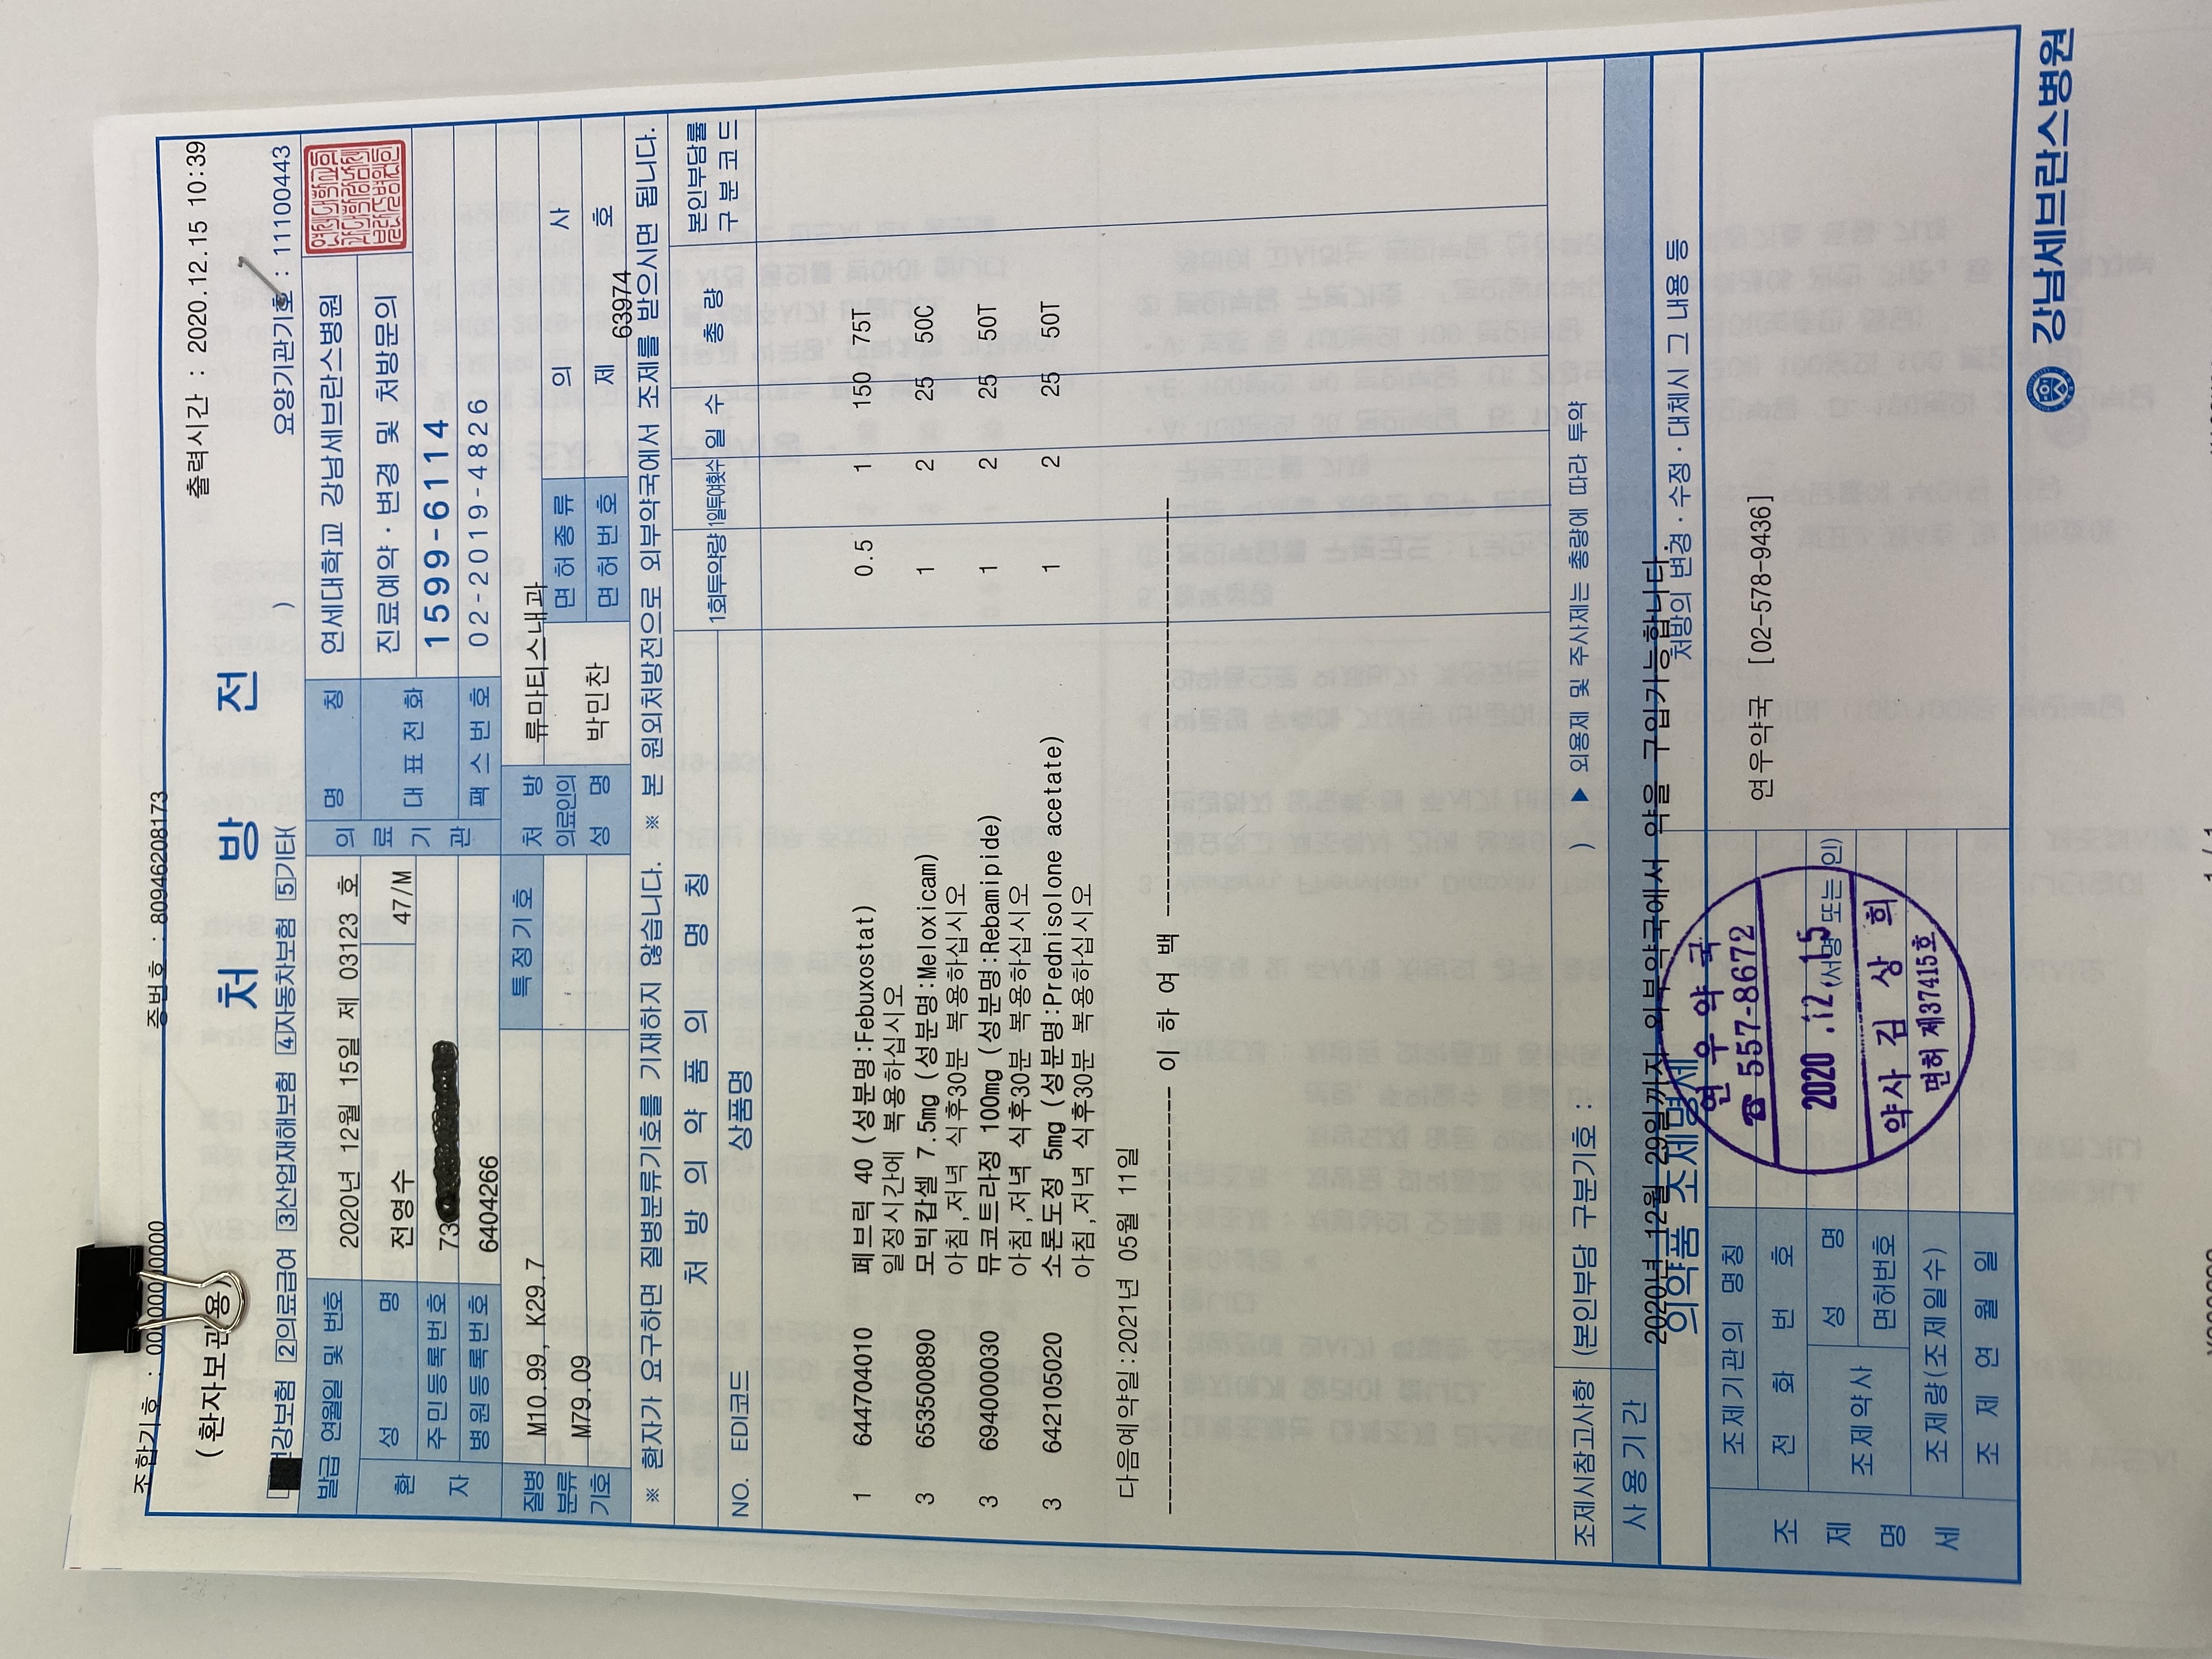 조합기호 : 00000000000 증번호 : 80946208173
(환자보관용) 출력시간 : 2020.12.15 10:39
처 방 전
건강보험 2의료급여 3산업재해보험 4자동차보험 5기타( ) 요양기관기호 : 11100443
발급 연월일 및 번호 2020년 12월 15일 제 03123 호
의료기관 명 칭 연세대학교 강남세브란스병원
환자 성 명 전영수 47/M
대표전화 진료예약·변경 및 처방문의
1599-6114
주민등록번호 73
병원등록번호 6404266
팩스번호 02-2019-4826
질병분류기호 M10.99, K29.7
M79.09
특정기호
처 방 의료인의 성 명 류마티스내과
박민찬
면허종류 의 사
면허번호 제 63974 호
※ 환자가 요구하면 질병분류기호를 기재하지 않습니다. ※ 본 원외처방전으로 외부약국에서 조제를 받으시면 됩니다.
처 방 의 약 품 의 명 칭 1회투약량 1일투여횟수 일 수 총 량 본인부담률 구분코드
NO. EDI코드 상품명
1 644704010 페브릭 40 (성분명:Febuxostat) 0.5 1 150 75T
일정시간에 복용하십시오
3 653500890 모빅캅셀 7.5mg (성분명:Meloxicam) 1 2 25 50C
아침,저녁 식후30분 복용하십시오
3 694000030 뮤코트라정 100mg (성분명:Rebamipide) 1 2 25 50T
아침,저녁 식후30분 복용하십시오
3 642105020 소론도정 5mg (성분명:Prednisolone acetate) 1 2 25 50T
아침,저녁 식후30분 복용하십시오
다음예약일:2021년 05월 11일
-------------------------------- 이 하 여 백 --------------------------------
조제시참고사항 (본인부담 구분기호 : ) ▶ 외용제 및 주사제는 총량에 따라 투약
사용기간 2020년 12월 29일까지 외부약국에서 약을 구입가능합니다.
의약품 조제명세 처방의 변경·수정·대체시 그 내용 등
조제명세
조제기관의 명칭
전 화 번 호
조제약사 성 명 (서명 또는 인)
면허번호
조제량(조제일수)
조 제 연 월 일
연우약국
☎ 557-8672
2020.12.15
약사 김 상 희
면허 제37415호
연우약국 [02-578-9436]
강남세브란스병원
1 / 1